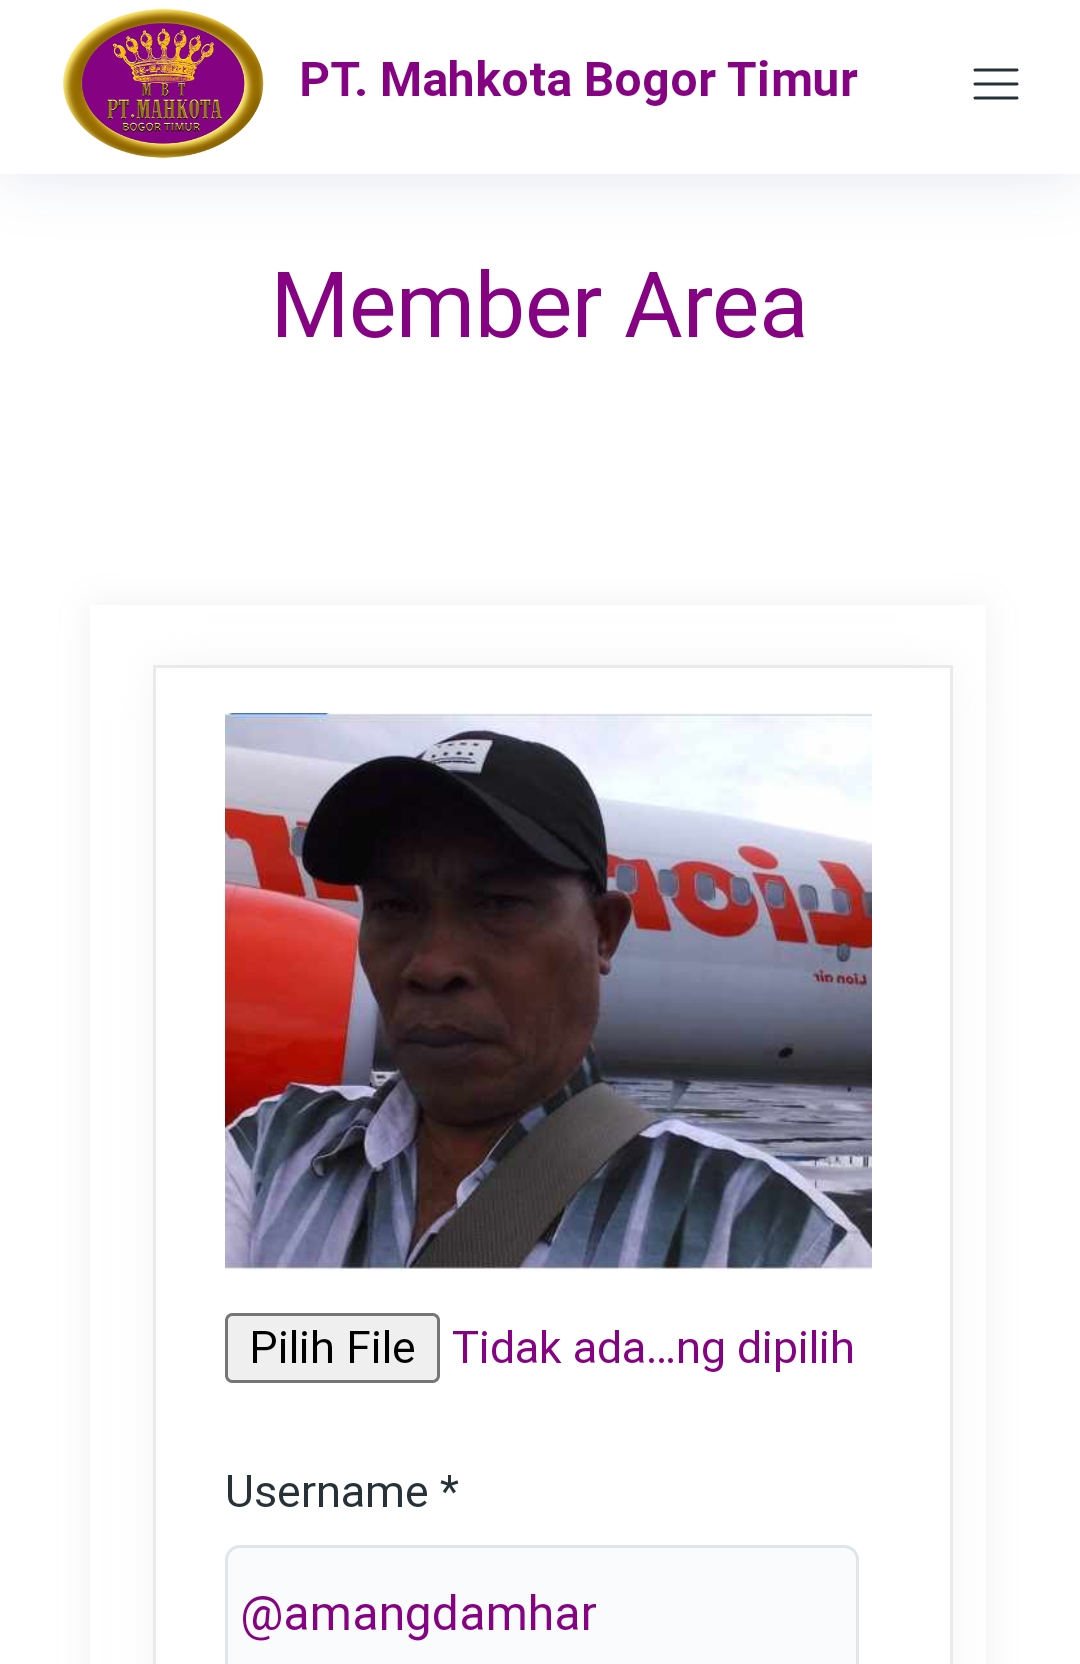 M B T
PT.MAHKOTA
BOGOR TIMUR
PT. Mahkota Bogor Timur
Member Area
Lion
Lion air
Pilih File
Tidak ada…ng dipilih
Username *
@amangdamhar